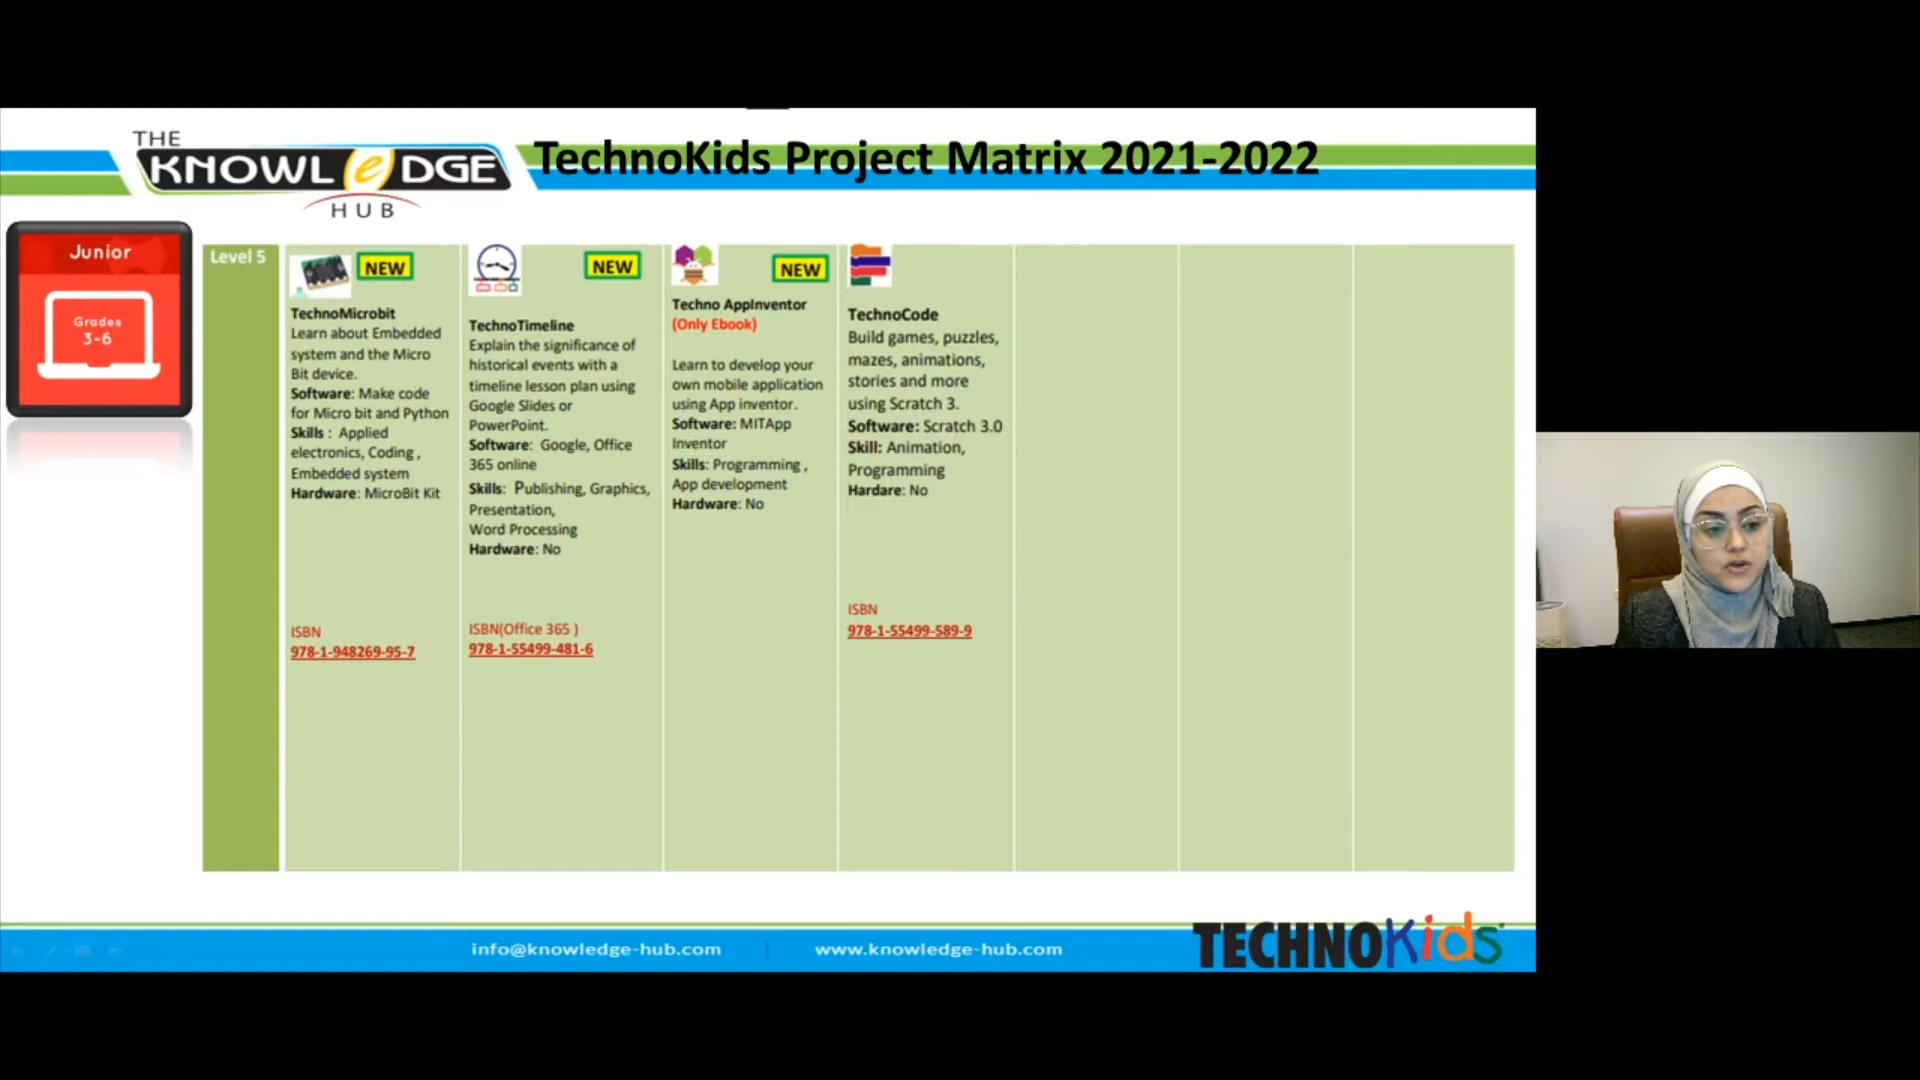 THE
KNOWLEDGE
HUB
TechnoKids Project Matrix 2021-2022
Junior
Grades
3-6
Level 5
NEW
TechnoMicrobit
Learn about Embedded
system and the Micro
Bit device.
Software: Make code
for Micro bit and Python
Skills : Applied
electronics, Coding ,
Embedded system
Hardware: MicroBit Kit
ISBN
978-1-948269-95-7
NEW
TechnoTimeline
Explain the significance of
historical events with a
timeline lesson plan using
Google Slides or
PowerPoint.
Software: Google, Office
365 online
Skills: Publishing, Graphics,
Presentation,
Word Processing
Hardware: No
ISBN(Office 365 )
978-1-55499-481-6
NEW
Techno AppInventor
(Only Ebook)
Learn to develop your
own mobile application
using App inventor.
Software: MITApp
Inventor
Skills: Programming ,
App development
Hardware: No
TechnoCode
Build games, puzzles,
mazes, animations,
stories and more
using Scratch 3.
Software: Scratch 3.0
Skill: Animation,
Programming
Hardare: No
ISBN
978-1-55499-589-9
info@knowledge-hub.com
www.knowledge-hub.com
TECHNOKids